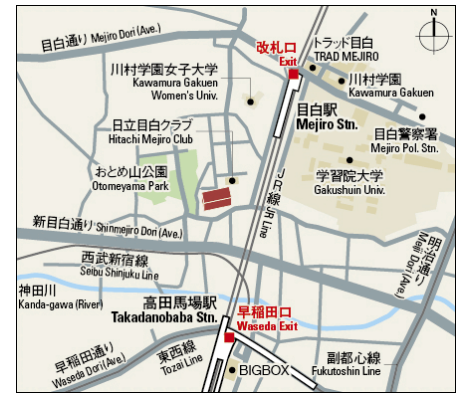 N
目白通り Mejiro Dori (Ave.)
改札口
Exit
トラッド目白
TRAD MEJIRO
川村学園女子大学
Kawamura Gakuen
Women's Univ.
川村学園
Kawamura Gakuen
目白駅
Mejiro Stn.
日立目白クラブ
Hitachi Mejiro Club
目白警察署
Mejiro Pol. Stn.
おとめ山公園
Otomeyama Park
学習院大学
Gakushuin Univ.
JR線 JR Line
新目白通り Shinmejiro Dori (Ave.)
明治通り
Meiji Dori (Ave.)
西武新宿線
Seibu Shinjuku Line
神田川
Kanda-gawa (River)
高田馬場駅
Takadanobaba Stn.
早稲田口
Waseda Exit
早稲田通り
Waseda Dori (Ave.)
東西線
Tozai Line
BIGBOX
副都心線
Fukutoshin Line